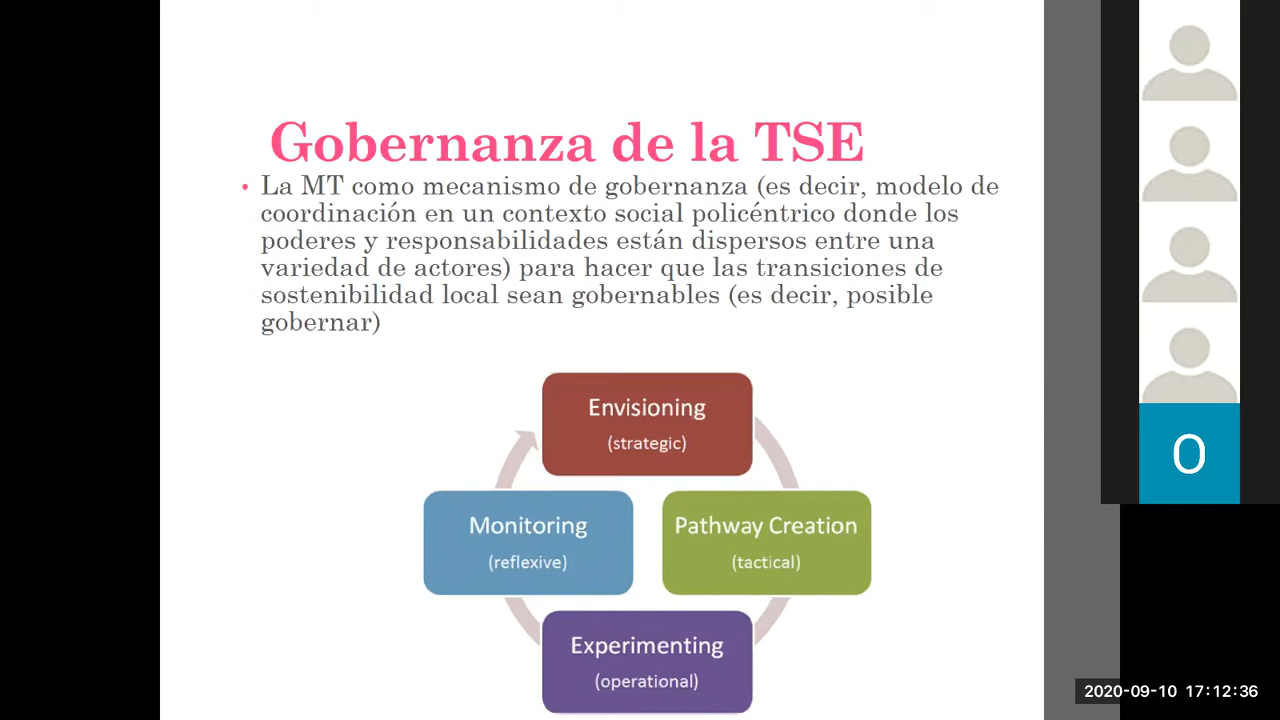 Gobernanza de la TSE
• La MT como mecanismo de gobernanza (es decir, modelo de
coordinación en un contexto social policéntrico donde los
poderes y responsabilidades están dispersos entre una
variedad de actores) para hacer que las transiciones de
sostenibilidad local sean gobernables (es decir, posible
gobernar)
Envisioning
(strategic)
Monitoring
(reflexive)
Pathway Creation
(tactical)
Experimenting
(operational)
O
2020-09-10 17:12:36